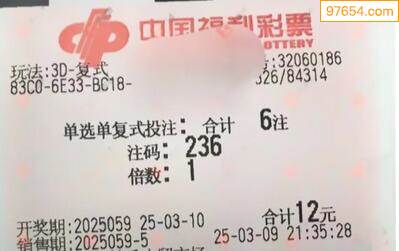 97654.com
中国福利彩票
LOTTERY
玩法:3D-复式
号:32060186
83C0-6E33-BC18-
626/84314
单选单复式投注: 合计 6注
注码: 236
倍数: 1
开奖期:2025059 25-03-10 合计12元
销售期:2025059-5 25-03-09 21:35:28